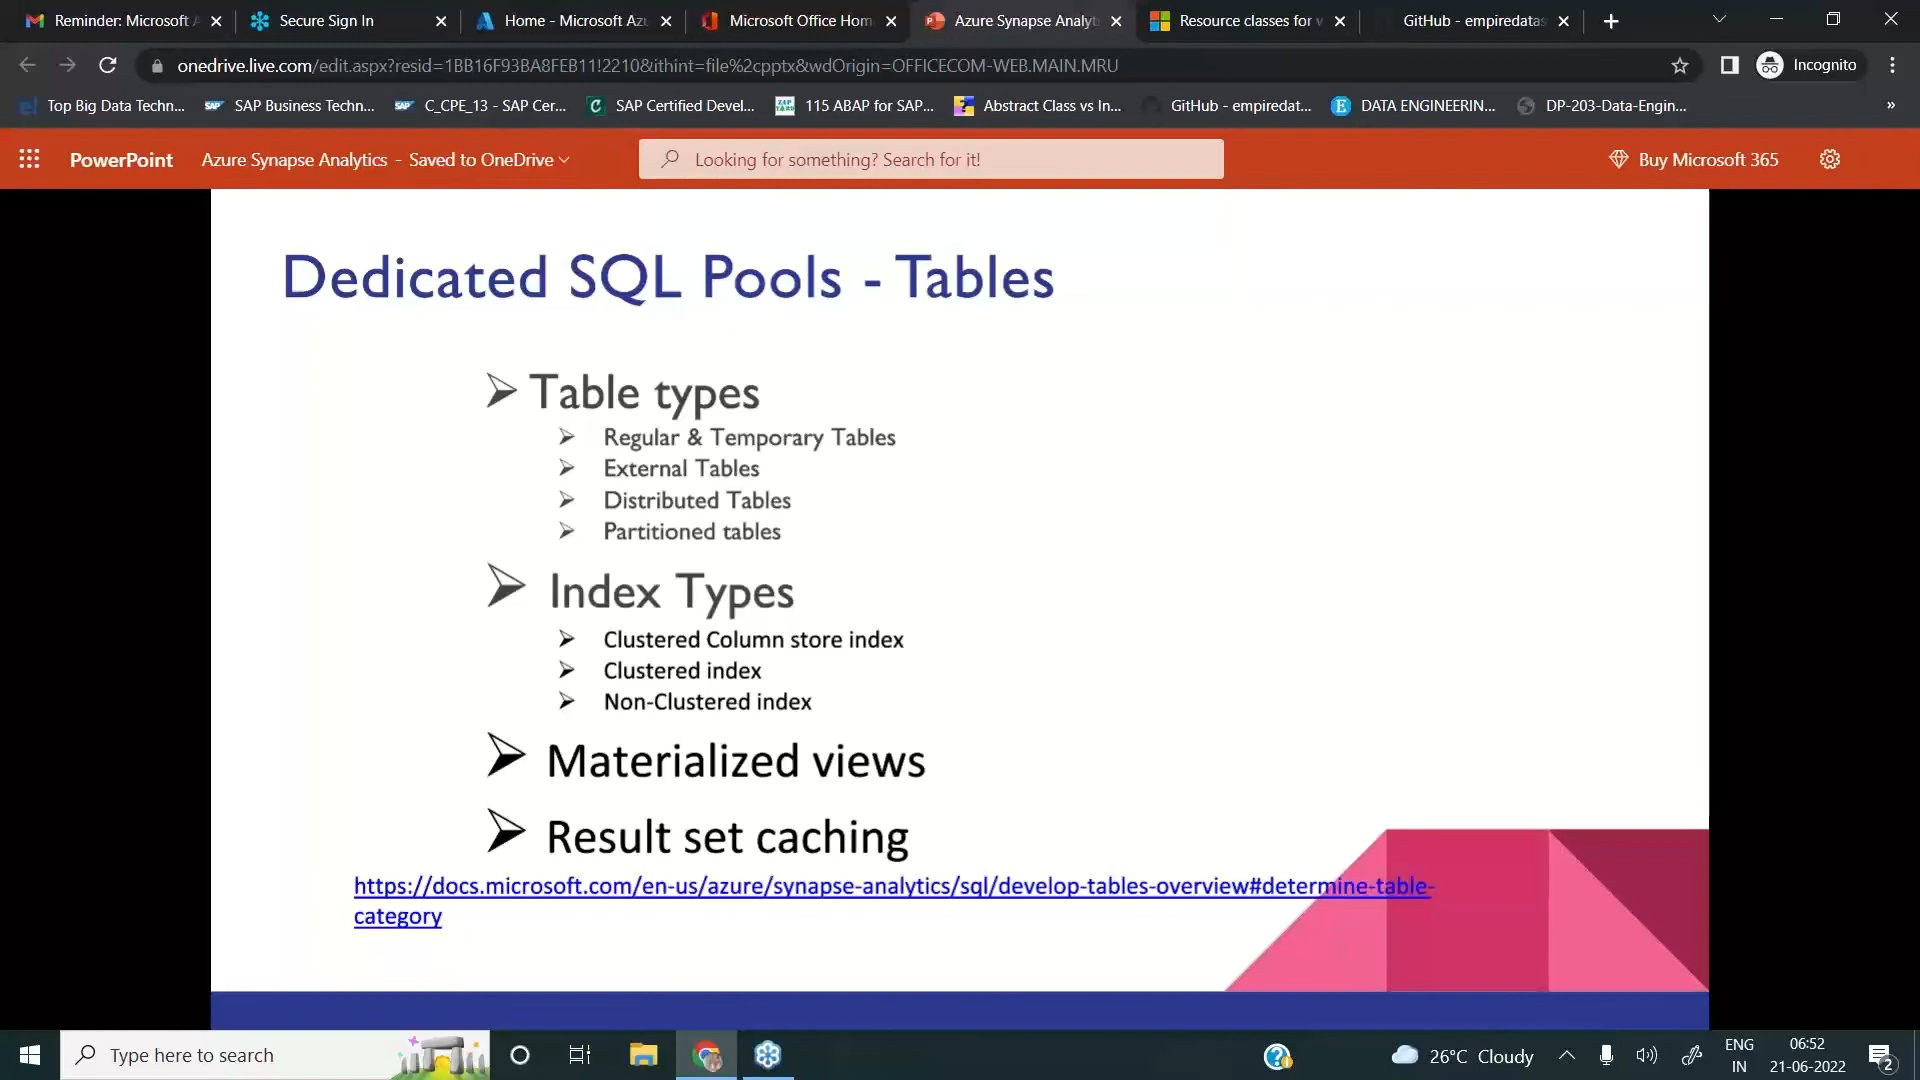 Reminder: Microsoft A
Secure Sign In
Home - Microsoft Azu
Microsoft Office Hom
Azure Synapse Analyt
Resource classes for w
GitHub - empiredatas
onedrive.live.com/edit.aspx?resid=1BB16F93BA8FEB11!2210&ithint=file%2cpptx&wdOrigin=OFFICECOM-WEB.MAIN.MRU
Incognito
Top Big Data Techn...
SAP Business Techn...
C_CPE_13 - SAP Cer...
SAP Certified Devel...
115 ABAP for SAP...
Abstract Class vs In...
GitHub - empiredat...
DATA ENGINEERIN...
DP-203-Data-Engin...
»
PowerPoint
Azure Synapse Analytics - Saved to OneDrive
Looking for something? Search for it!
Buy Microsoft 365
Dedicated SQL Pools - Tables
Table types
Regular & Temporary Tables
External Tables
Distributed Tables
Partitioned tables
Index Types
Clustered Column store index
Clustered index
Non-Clustered index
Materialized views
Result set caching
https://docs.microsoft.com/en-us/azure/synapse-analytics/sql/develop-tables-overview#determine-table-
category
Type here to search
26°C Cloudy
ENG
IN
06:52
21-06-2022
2